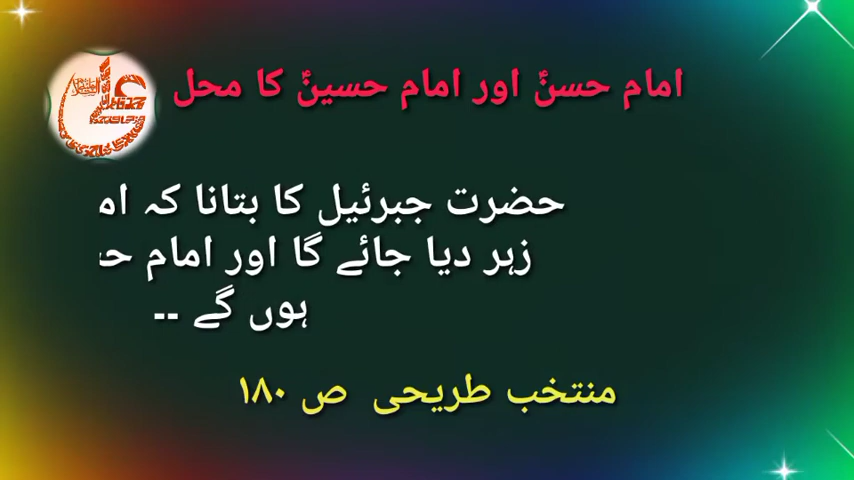 امام حسنؑ اور امام حسینؑ کا محل
حضرت جبرئیل کا بتانا کہ
زہر دیا جائے گا اور امام
ہوں گے --
منتخب طریحی ص ۱۸۰